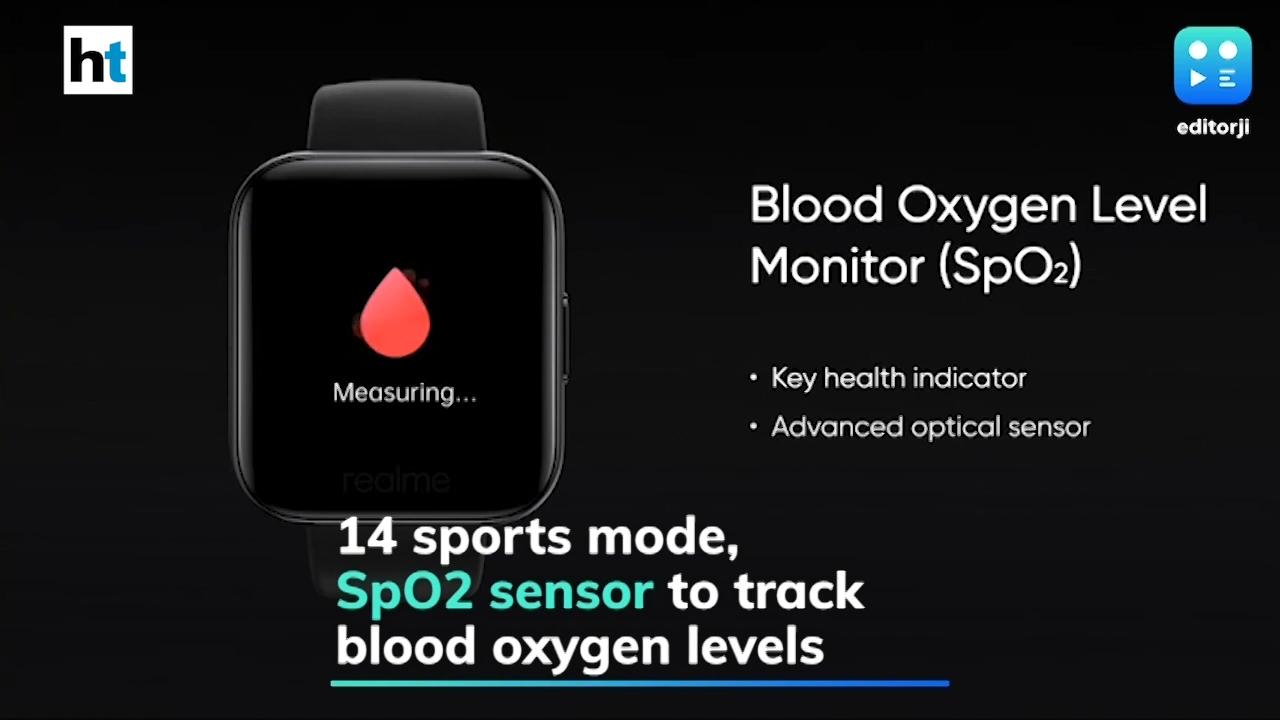 ht
editorji
Blood Oxygen Level
Monitor (SpO₂)
• Key health indicator
• Advanced optical sensor
Measuring...
realme
14 sports mode,
SpO2 sensor to track
blood oxygen levels